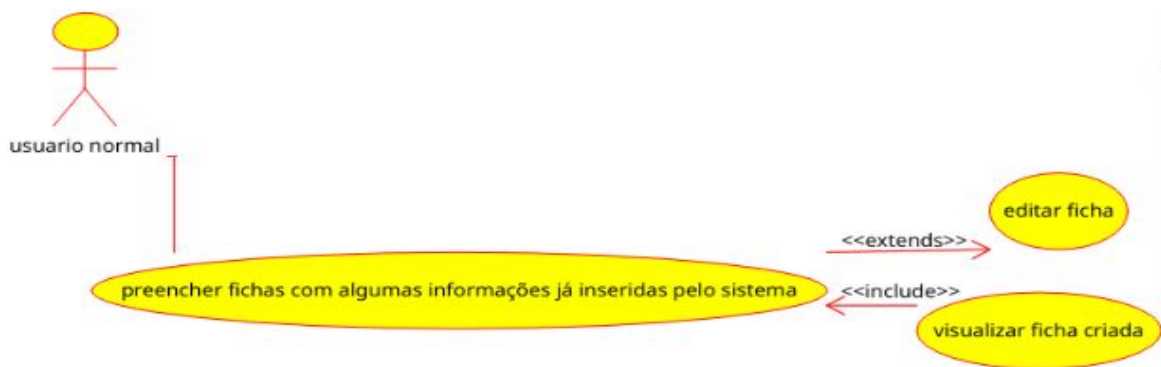 usuario normal
editar ficha
<<extends>>
preencher fichas com algumas informações já inseridas pelo sistema
<<include>>
visualizar ficha criada